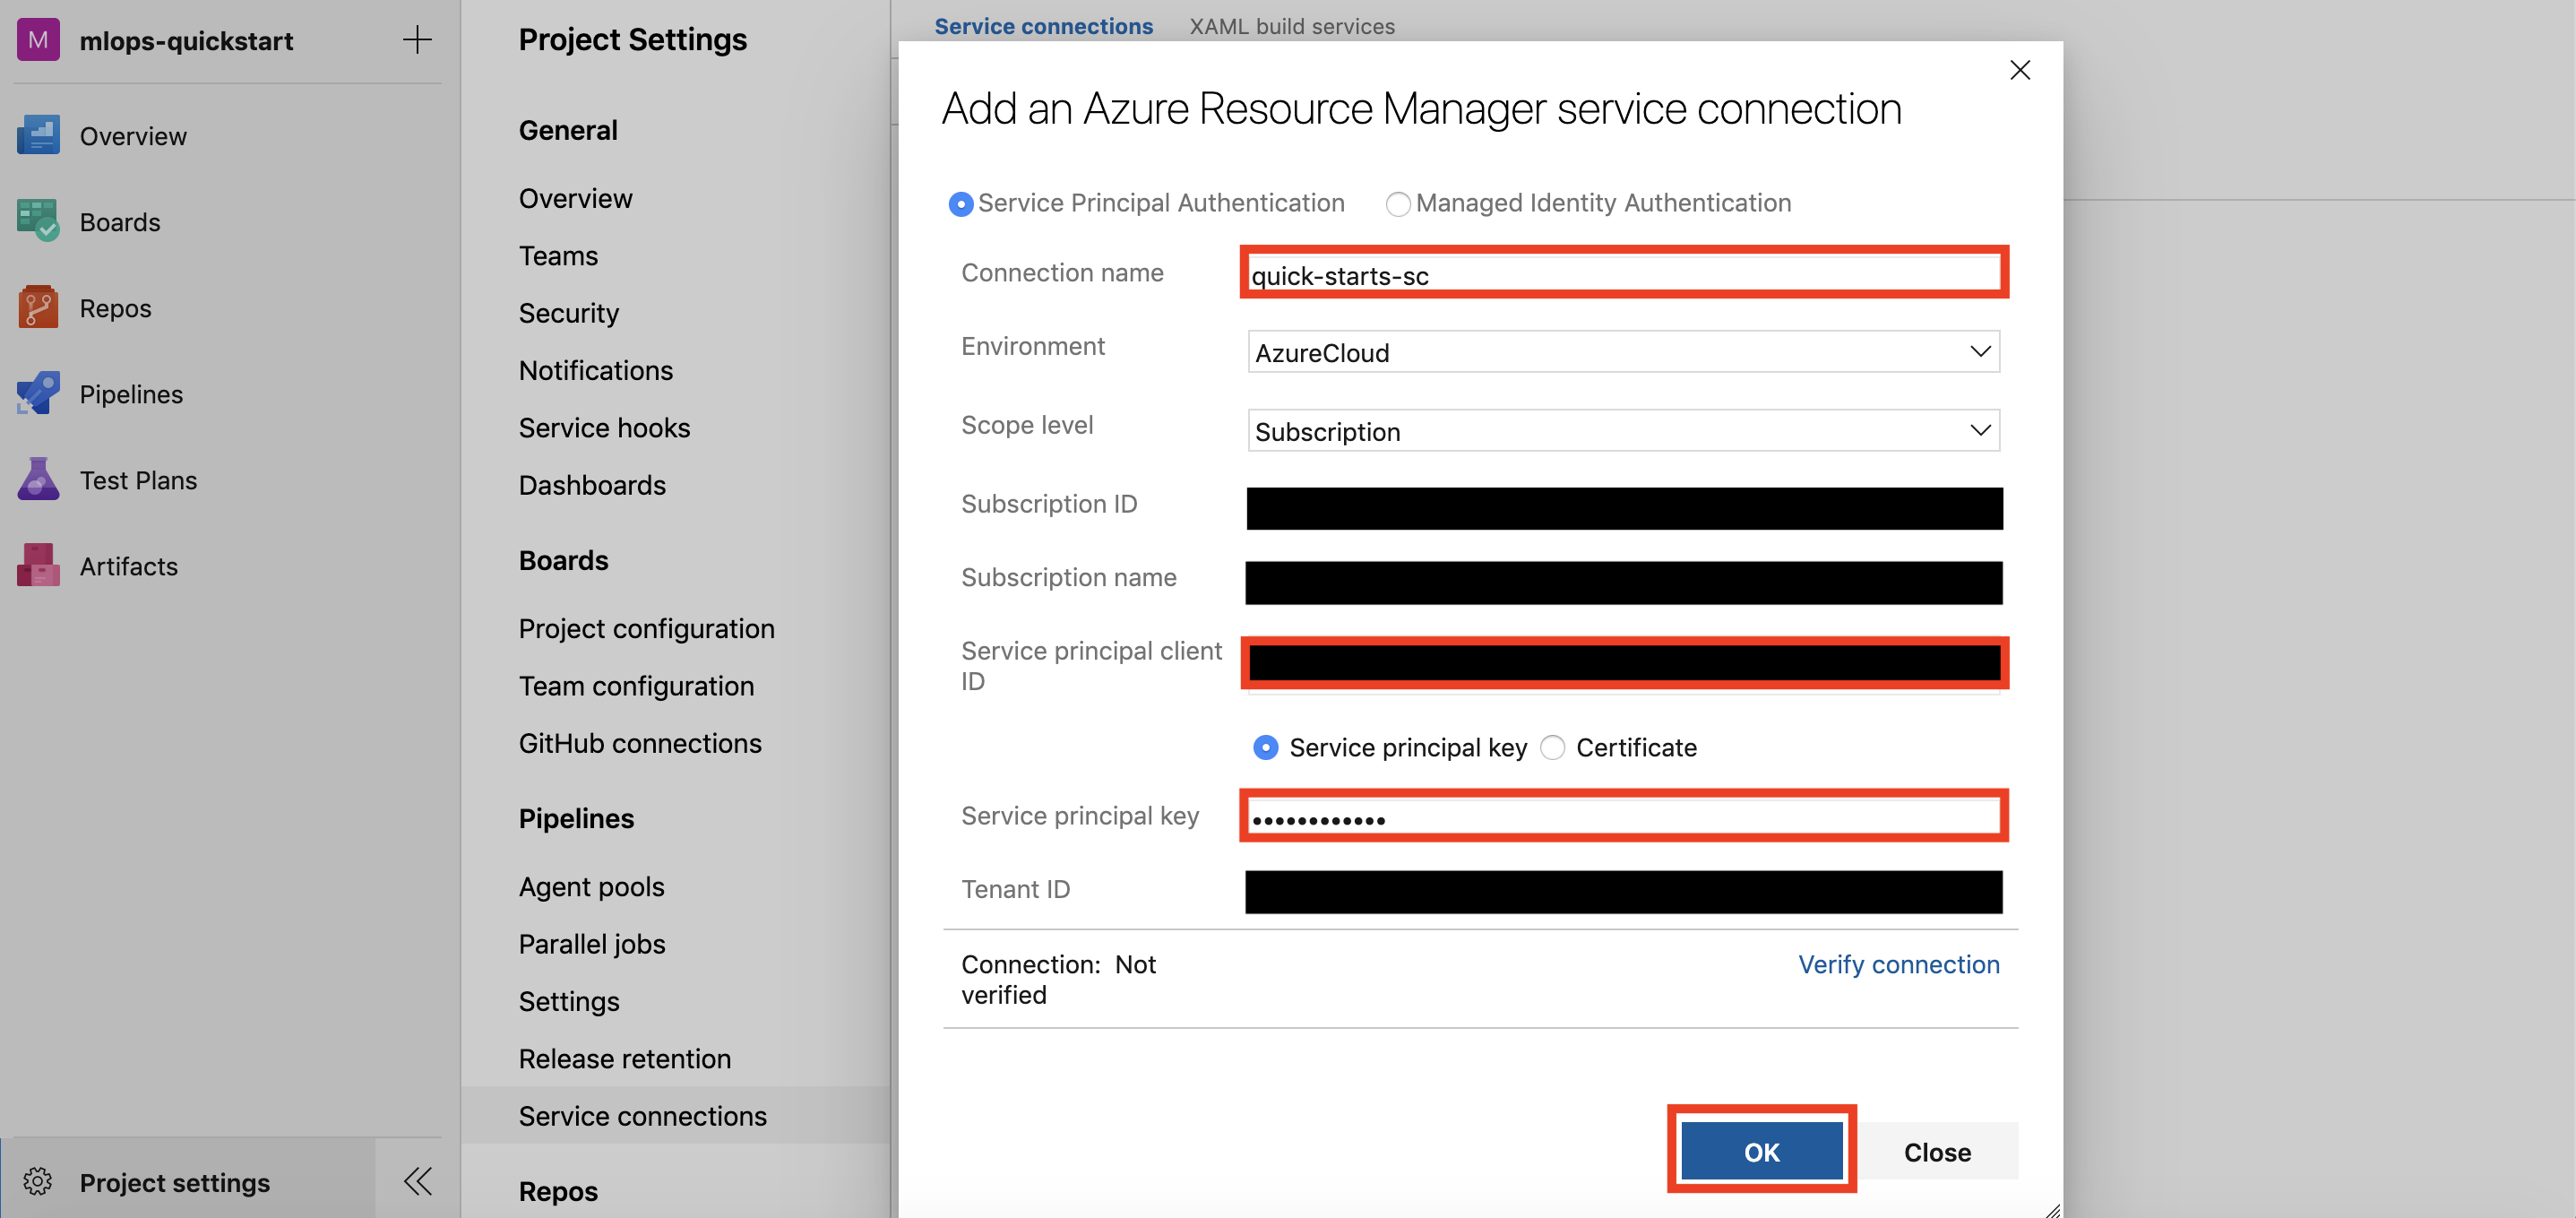 M mlops-quickstart
Overview
Boards
Repos
Pipelines
Test Plans
Artifacts
Project settings
Project Settings
General
Overview
Teams
Security
Notifications
Service hooks
Dashboards
Boards
Project configuration
Team configuration
GitHub connections
Pipelines
Agent pools
Parallel jobs
Settings
Release retention
Service connections
Repos
Service connections XAML build services
Add an Azure Resource Manager service connection
Service Principal Authentication Managed Identity Authentication
Connection name quick-starts-sc
Environment AzureCloud
Scope level Subscription
Subscription ID
Subscription name
Service principal client
ID
Service principal key Certificate
Service principal key ••••••••••••
Tenant ID
Connection: Not
verified
Verify connection
OK Close